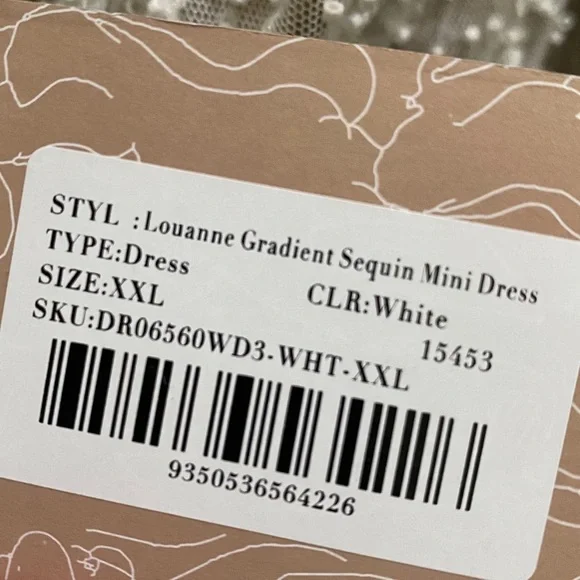 STYL :Louanne Gradient Sequin Mini Dress
TYPE:Dress
SIZE:XXL CLR:White
SKU:DR06560WD3-WHT-XXL 15453
9350536564226